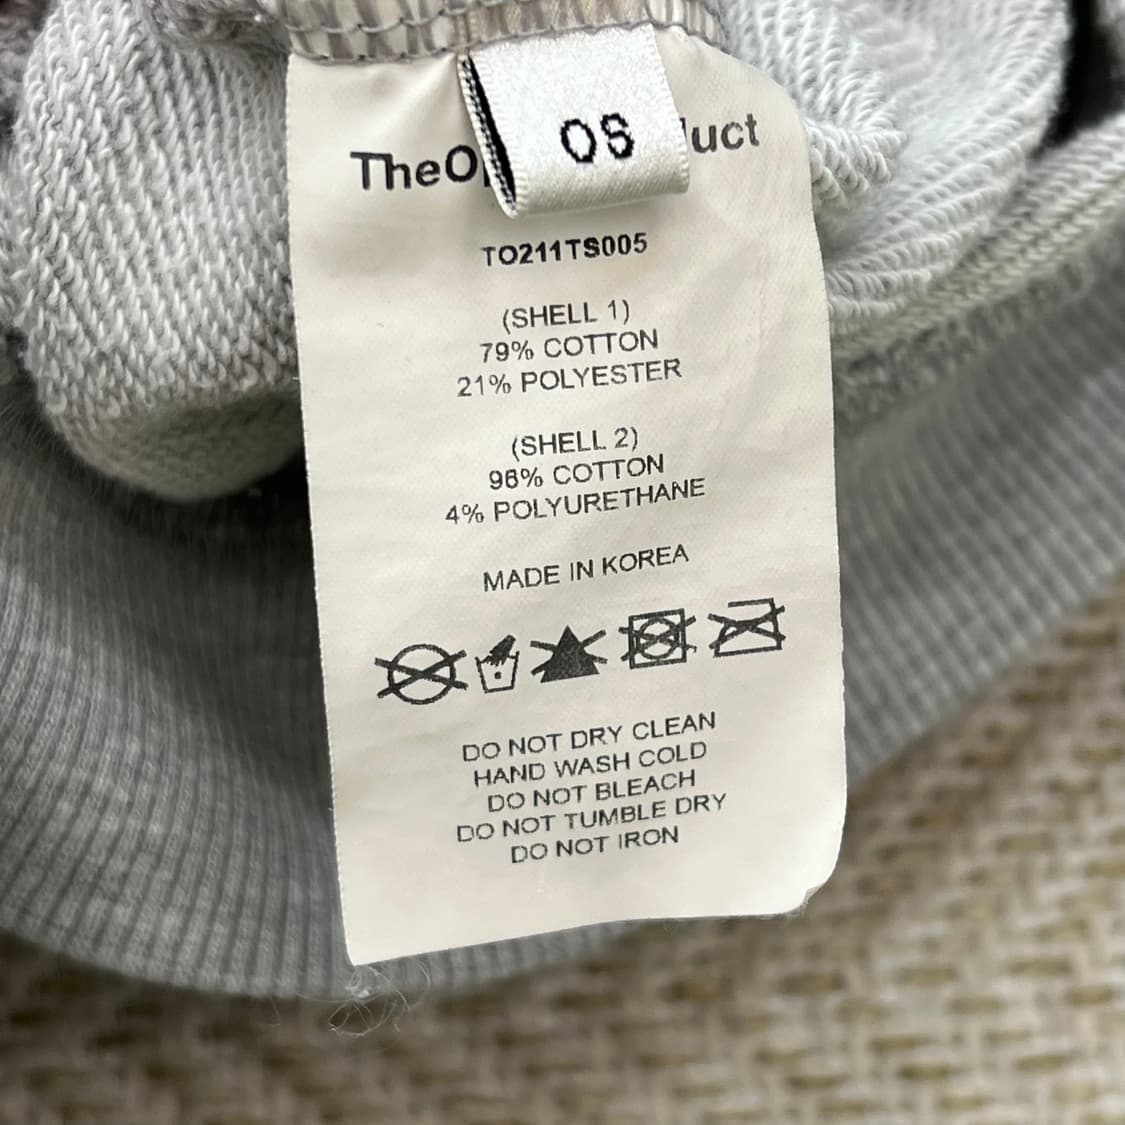 OS
TheO
uct
TO211TS005
(SHELL 1)
79% COTTON
21% POLYESTER
(SHELL 2)
96% COTTON
4% POLYURETHANE
MADE IN KOREA
DO NOT DRY CLEAN
HAND WASH COLD
DO NOT BLEACH
DO NOT TUMBLE DRY
DO NOT IRON